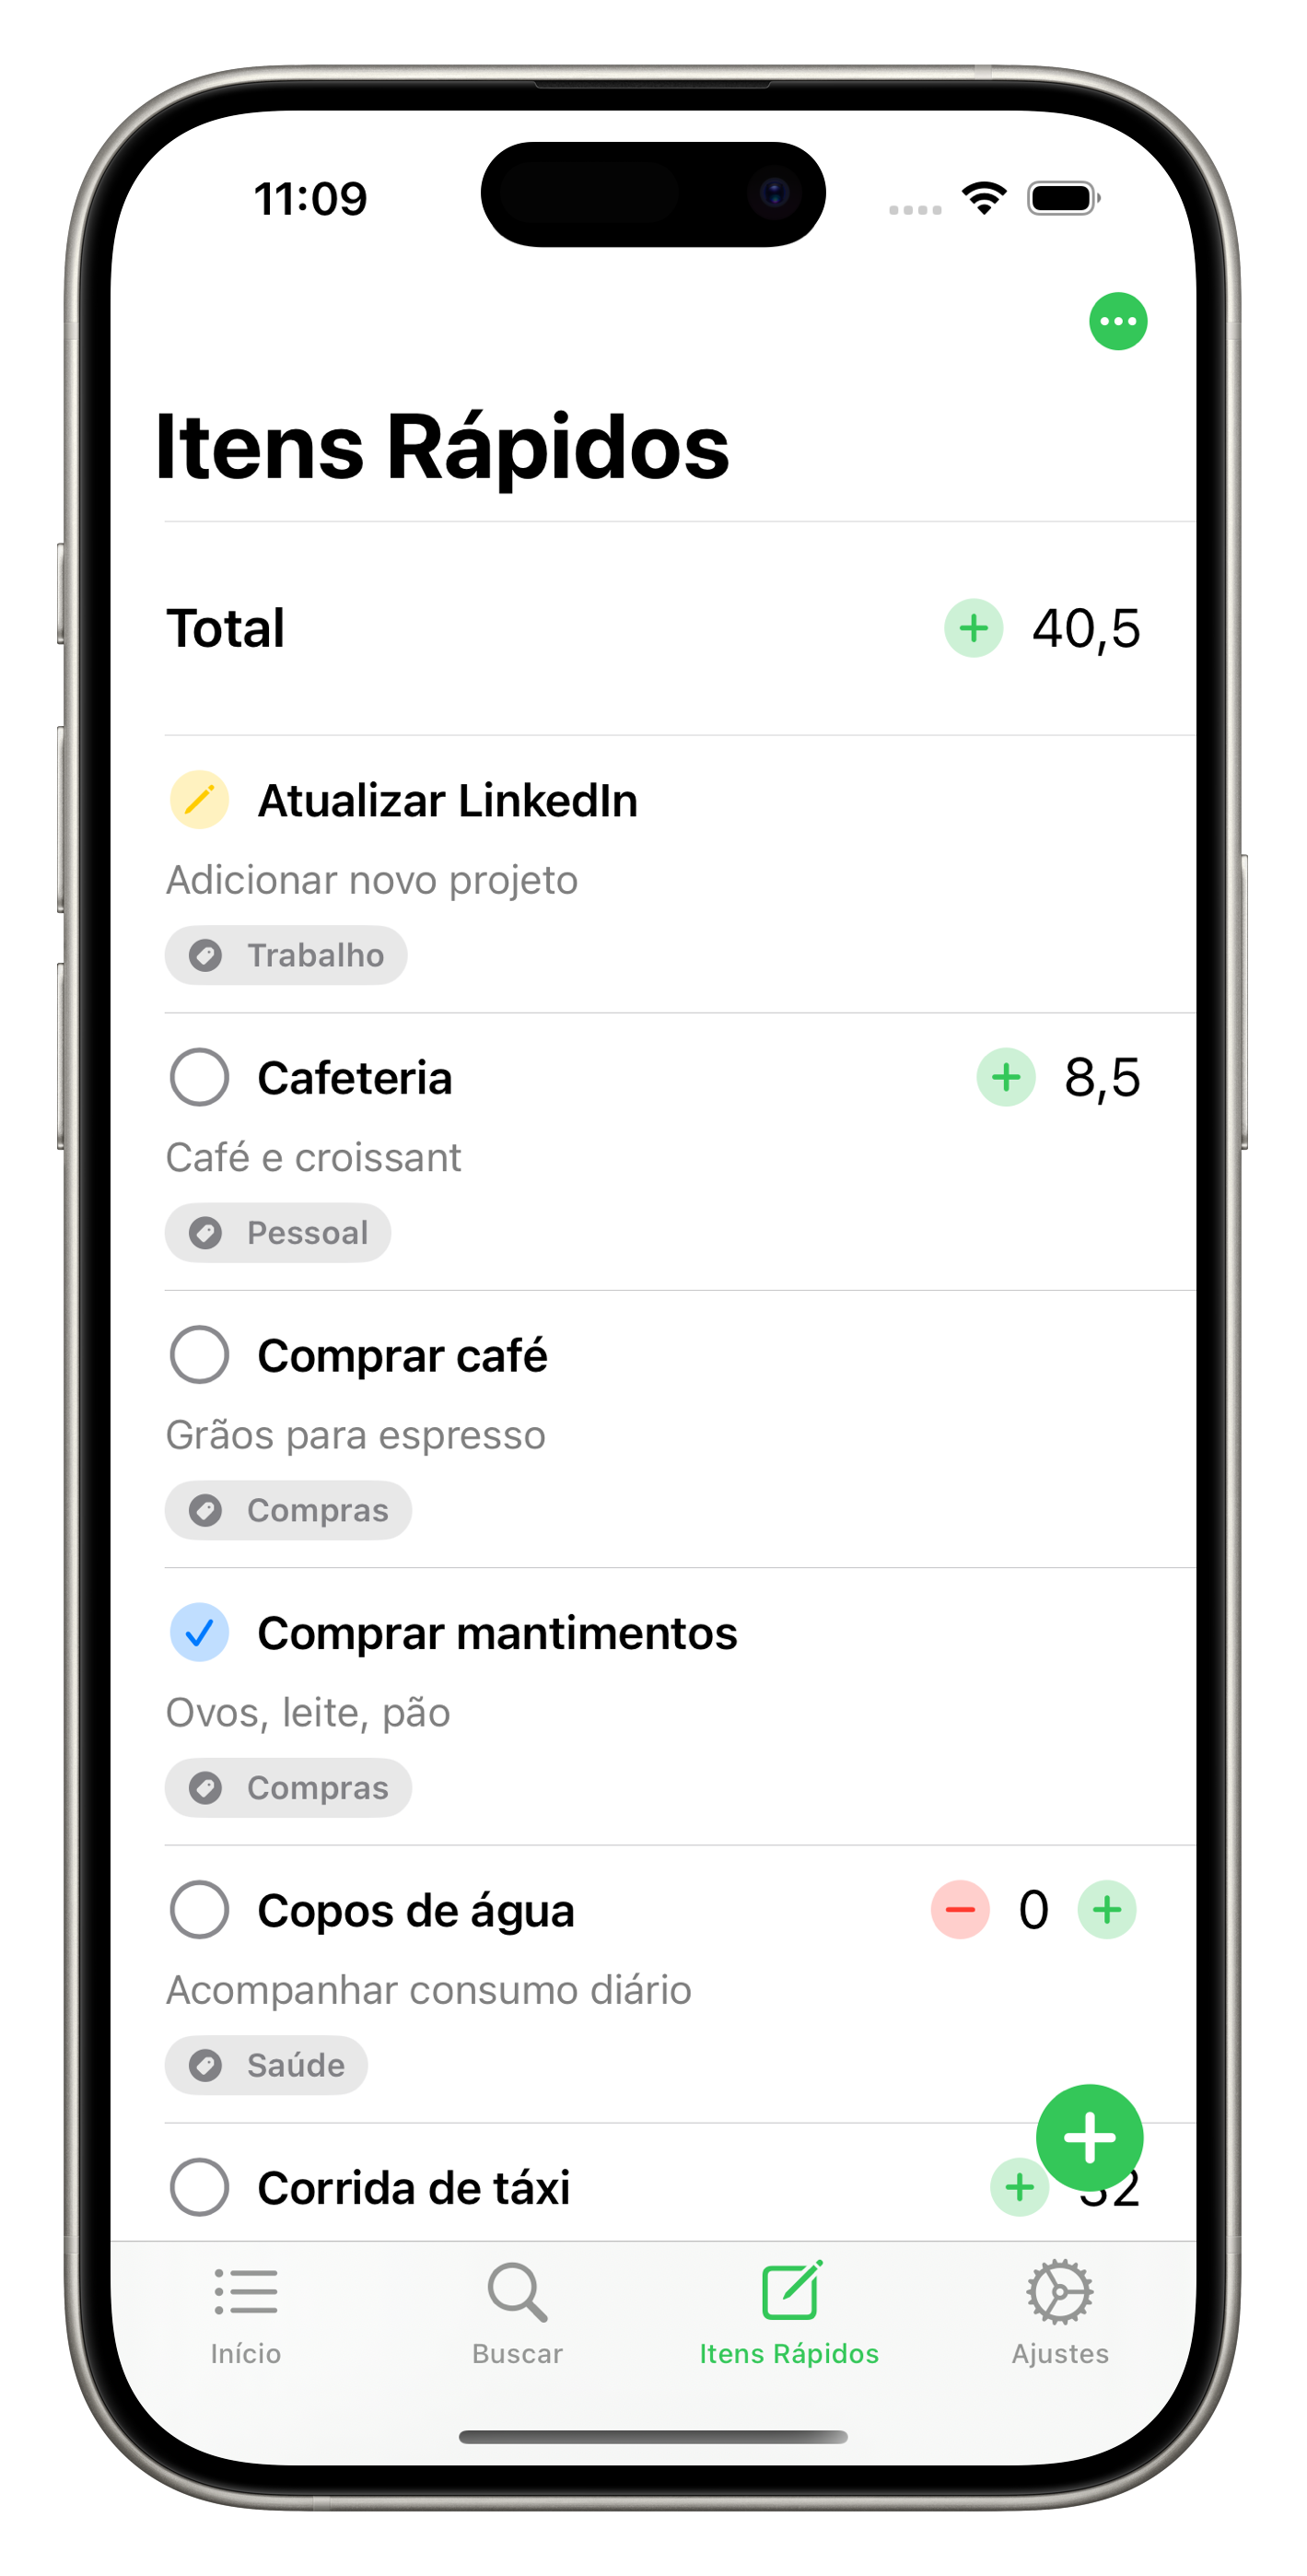 11:09
Itens Rápidos
Total 40,5
Atualizar LinkedIn
Adicionar novo projeto
Trabalho
Cafeteria 8,5
Café e croissant
Pessoal
Comprar café
Grãos para espresso
Compras
Comprar mantimentos
Ovos, leite, pão
Compras
Copos de água 0
Acompanhar consumo diário
Saúde
Corrida de táxi 32
Início Buscar Itens Rápidos Ajustes